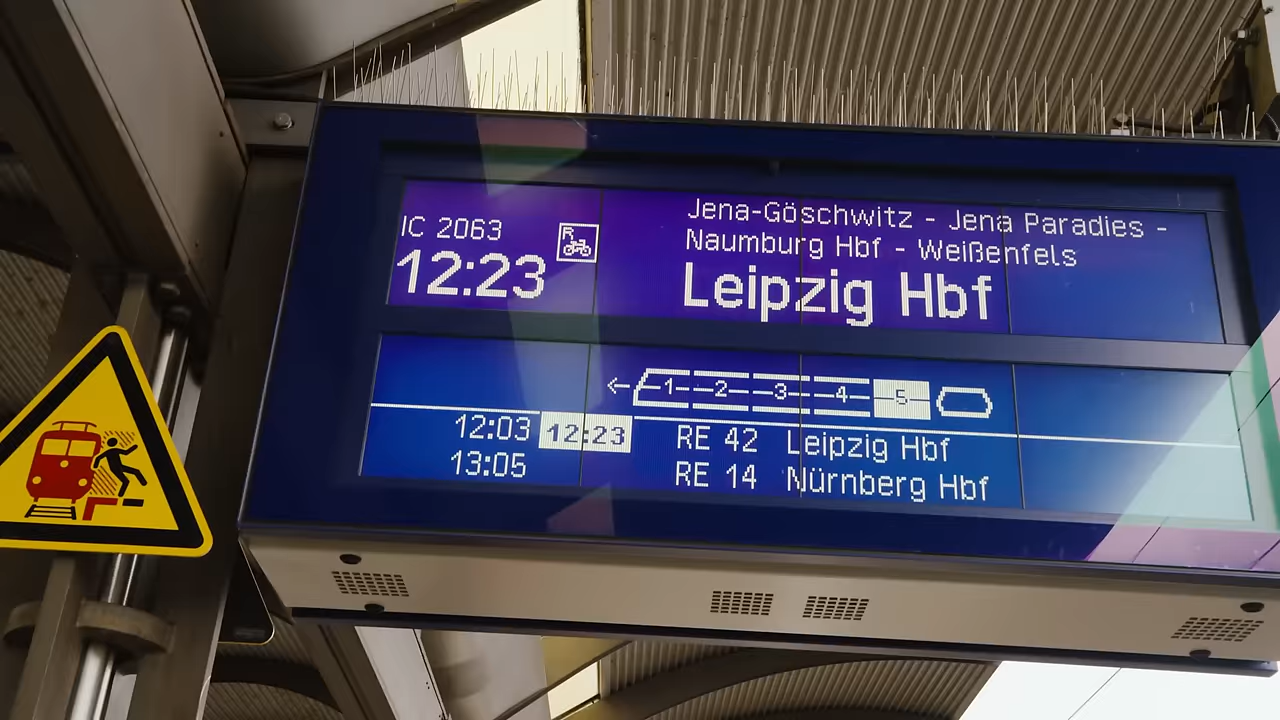 IC 2063
R
12:23
Jena-Göschwitz - Jena Paradies -
Naumburg Hbf - Weißenfels
Leipzig Hbf
1 2 3 4 5
12:03 12:23 RE 42 Leipzig Hbf
13:05 RE 14 Nürnberg Hbf